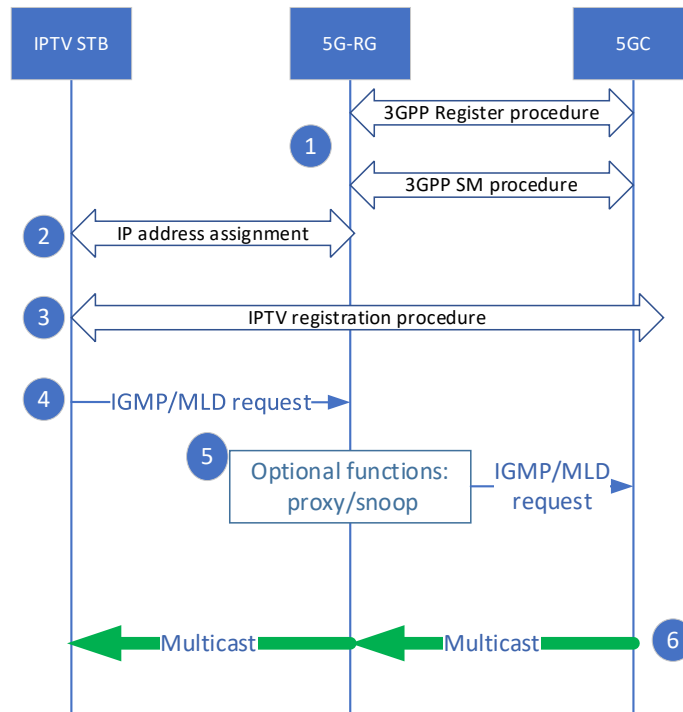 IPTV STB
5G-RG
5GC
3GPP Register procedure
1
3GPP SM procedure
2
IP address assignment
3
IPTV registration procedure
4
IGMP/MLD request
5
Optional functions:
proxy/snoop
IGMP/MLD
request
Multicast
Multicast
6